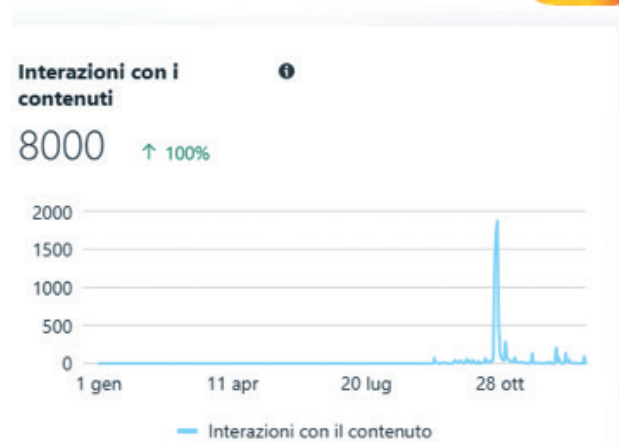 Interazioni con i
contenuti
8000 ↑ 100%
2000
1500
1000
500
0
1 gen 11 apr 20 lug 28 ott
Interazioni con il contenuto